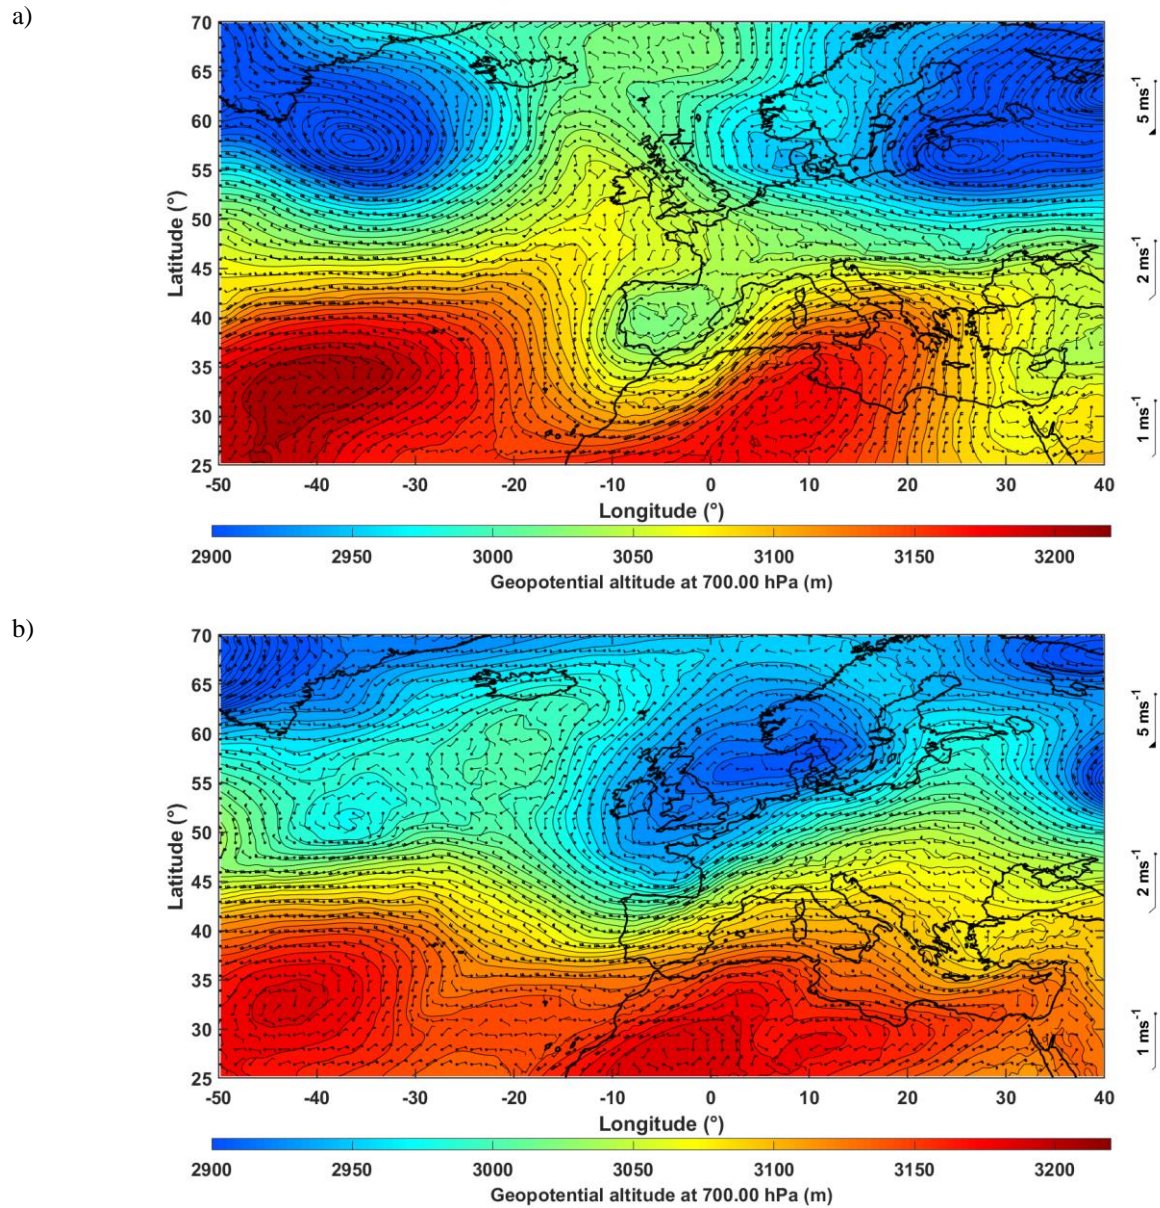 a)
70
65
60
55
50
45
40
35
30
25
Latitude (°)
-50 -40 -30 -20 -10 0 10 20 30 40
Longitude (°)
5 ms-1
2 ms-1
1 ms-1
2900 2950 3000 3050 3100 3150 3200
Geopotential altitude at 700.00 hPa (m)
b)
70
65
60
55
50
45
40
35
30
25
Latitude (°)
-50 -40 -30 -20 -10 0 10 20 30 40
Longitude (°)
5 ms-1
2 ms-1
1 ms-1
2900 2950 3000 3050 3100 3150 3200
Geopotential altitude at 700.00 hPa (m)